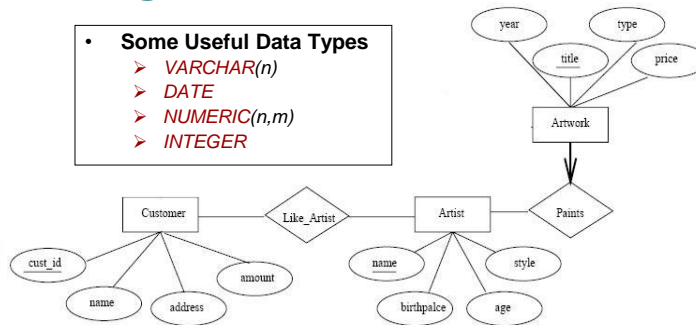 • Some Useful Data Types
➢ VARCHAR(n)
➢ DATE
➢ NUMERIC(n,m)
➢ INTEGER
year
type
title
price
Artwork
Customer
Like_Artist
Artist
Paints
cust_id
name
address
amount
name
birthpalce
age
style